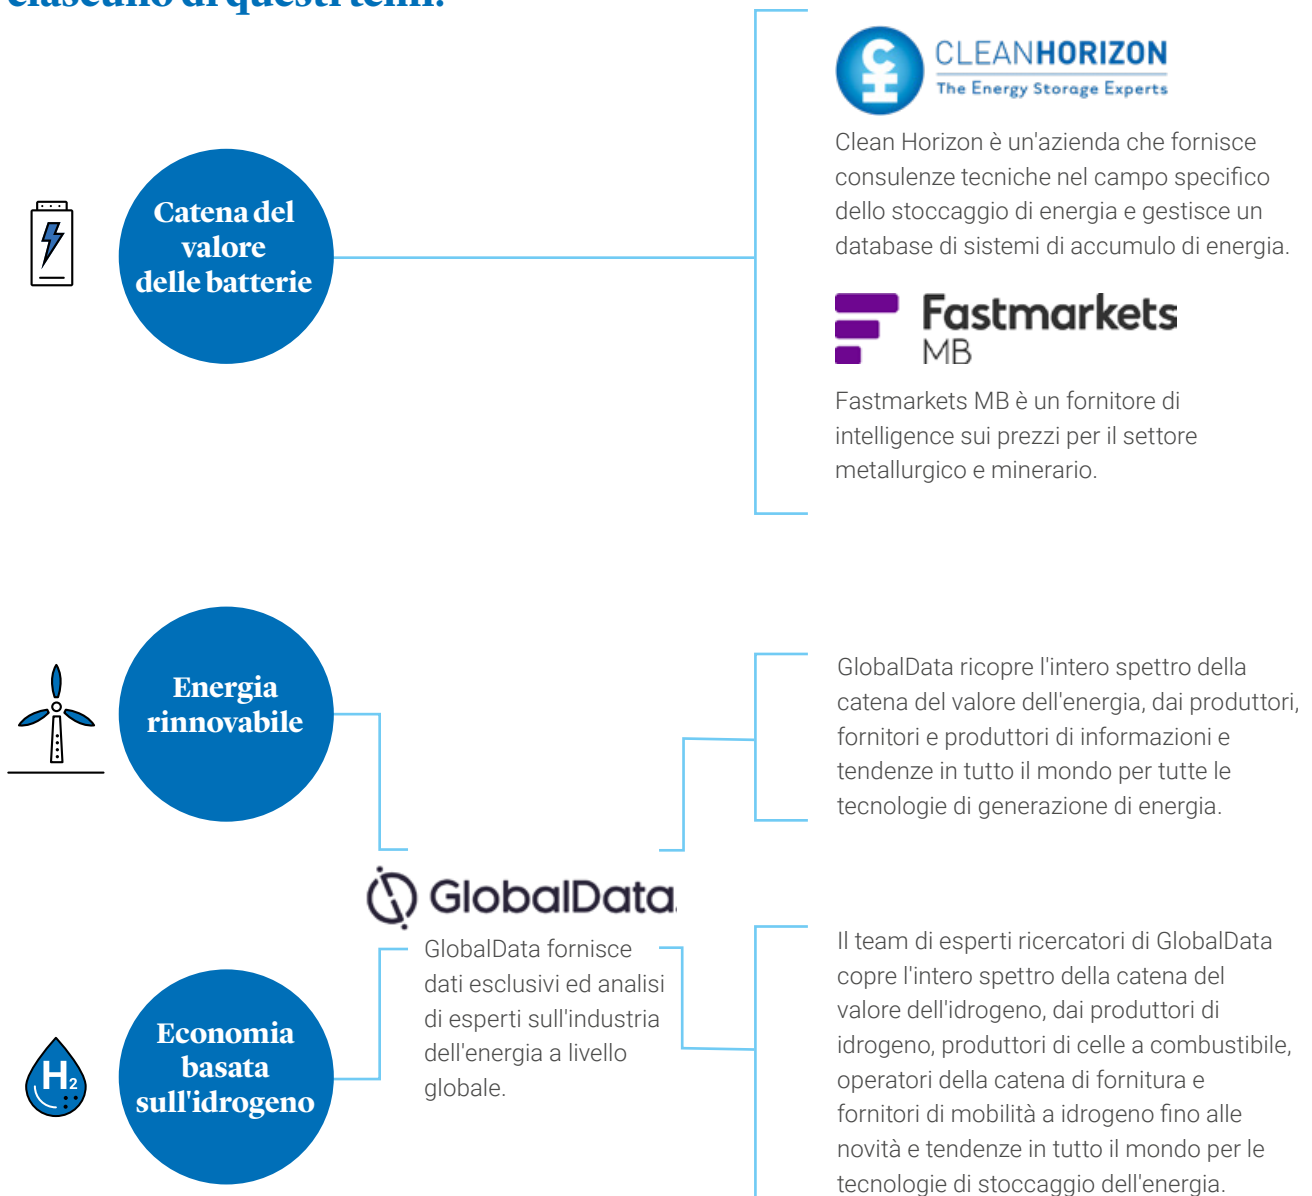 ciascuno di questi temi.
CLEANHORIZON
The Energy Storage Experts
Clean Horizon è un'azienda che fornisce
consulenze tecniche nel campo specifico
dello stoccaggio di energia e gestisce un
database di sistemi di accumulo di energia.
Catena del
valore
delle batterie
Fastmarkets
MB
Fastmarkets MB è un fornitore di
intelligence sui prezzi per il settore
metallurgico e minerario.
Energia
rinnovabile
GlobalData ricopre l'intero spettro della
catena del valore dell'energia, dai produttori,
fornitori e produttori di informazioni e
tendenze in tutto il mondo per tutte le
tecnologie di generazione di energia.
GlobalData.
GlobalData fornisce
dati esclusivi ed analisi
di esperti sull'industria
dell'energia a livello
globale.
H2
Economia
basata
sull'idrogeno
Il team di esperti ricercatori di GlobalData
copre l'intero spettro della catena del
valore dell'idrogeno, dai produttori di
idrogeno, produttori di celle a combustibile,
operatori della catena di fornitura e
fornitori di mobilità a idrogeno fino alle
novità e tendenze in tutto il mondo per le
tecnologie di stoccaggio dell'energia.